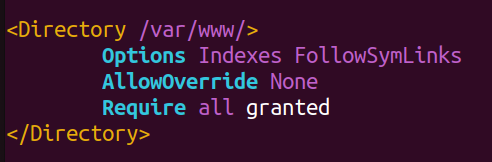 <Directory /var/www/>
        Options Indexes FollowSymLinks
        AllowOverride None
        Require all granted
</Directory>